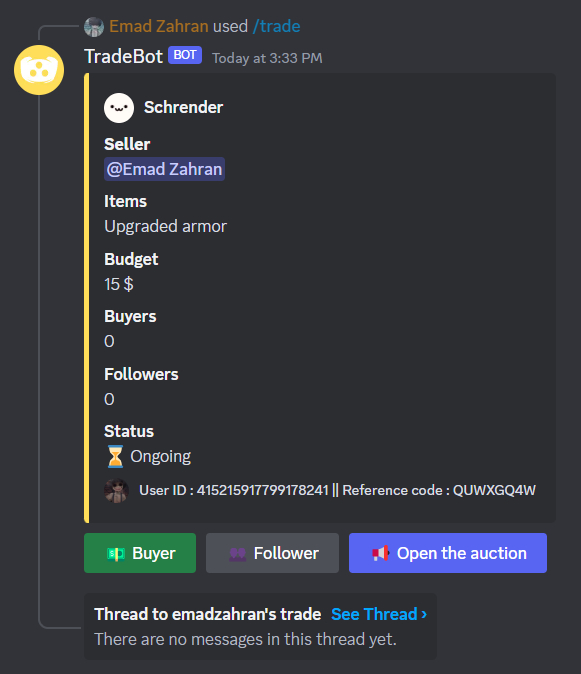 Emad Zahran used /trade
TradeBot BOT Today at 3:33 PM
Schrender
Seller
@Emad Zahran
Items
Upgraded armor
Budget
15 $
Buyers
0
Followers
0
Status
Ongoing
User ID : 415215917799178241 || Reference code : QUWXGQ4W
Buyer Follower Open the auction
Thread to emadzahran's trade See Thread ›
There are no messages in this thread yet.